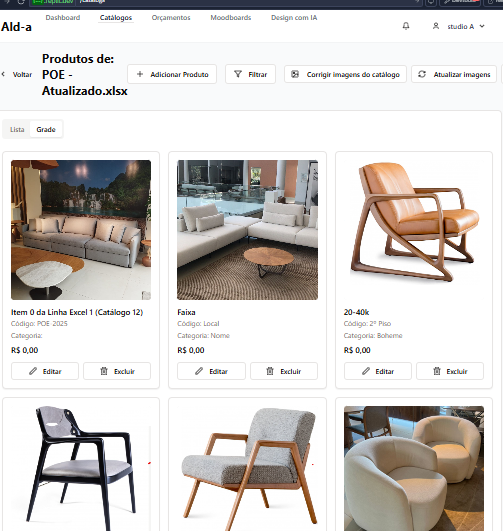 Dashboard Catálogos Orçamentos Moodboards Design com IA
Ald-a
studio A
Voltar
Produtos de:
POE -
Atualizado.xlsx
Adicionar Produto
Filtrar
Corrigir imagens do catálogo
Atualizar imagens
Lista Grade
Item 0 da Linha Excel 1 (Catálogo 12)
Código: POE-2025
Categoria:
R$ 0,00
Editar Excluir
Faixa
Código: Local
Categoria: Nome
R$ 0,00
Editar Excluir
20-40k
Código: 2º Piso
Categoria: Boheme
R$ 0,00
Editar Excluir